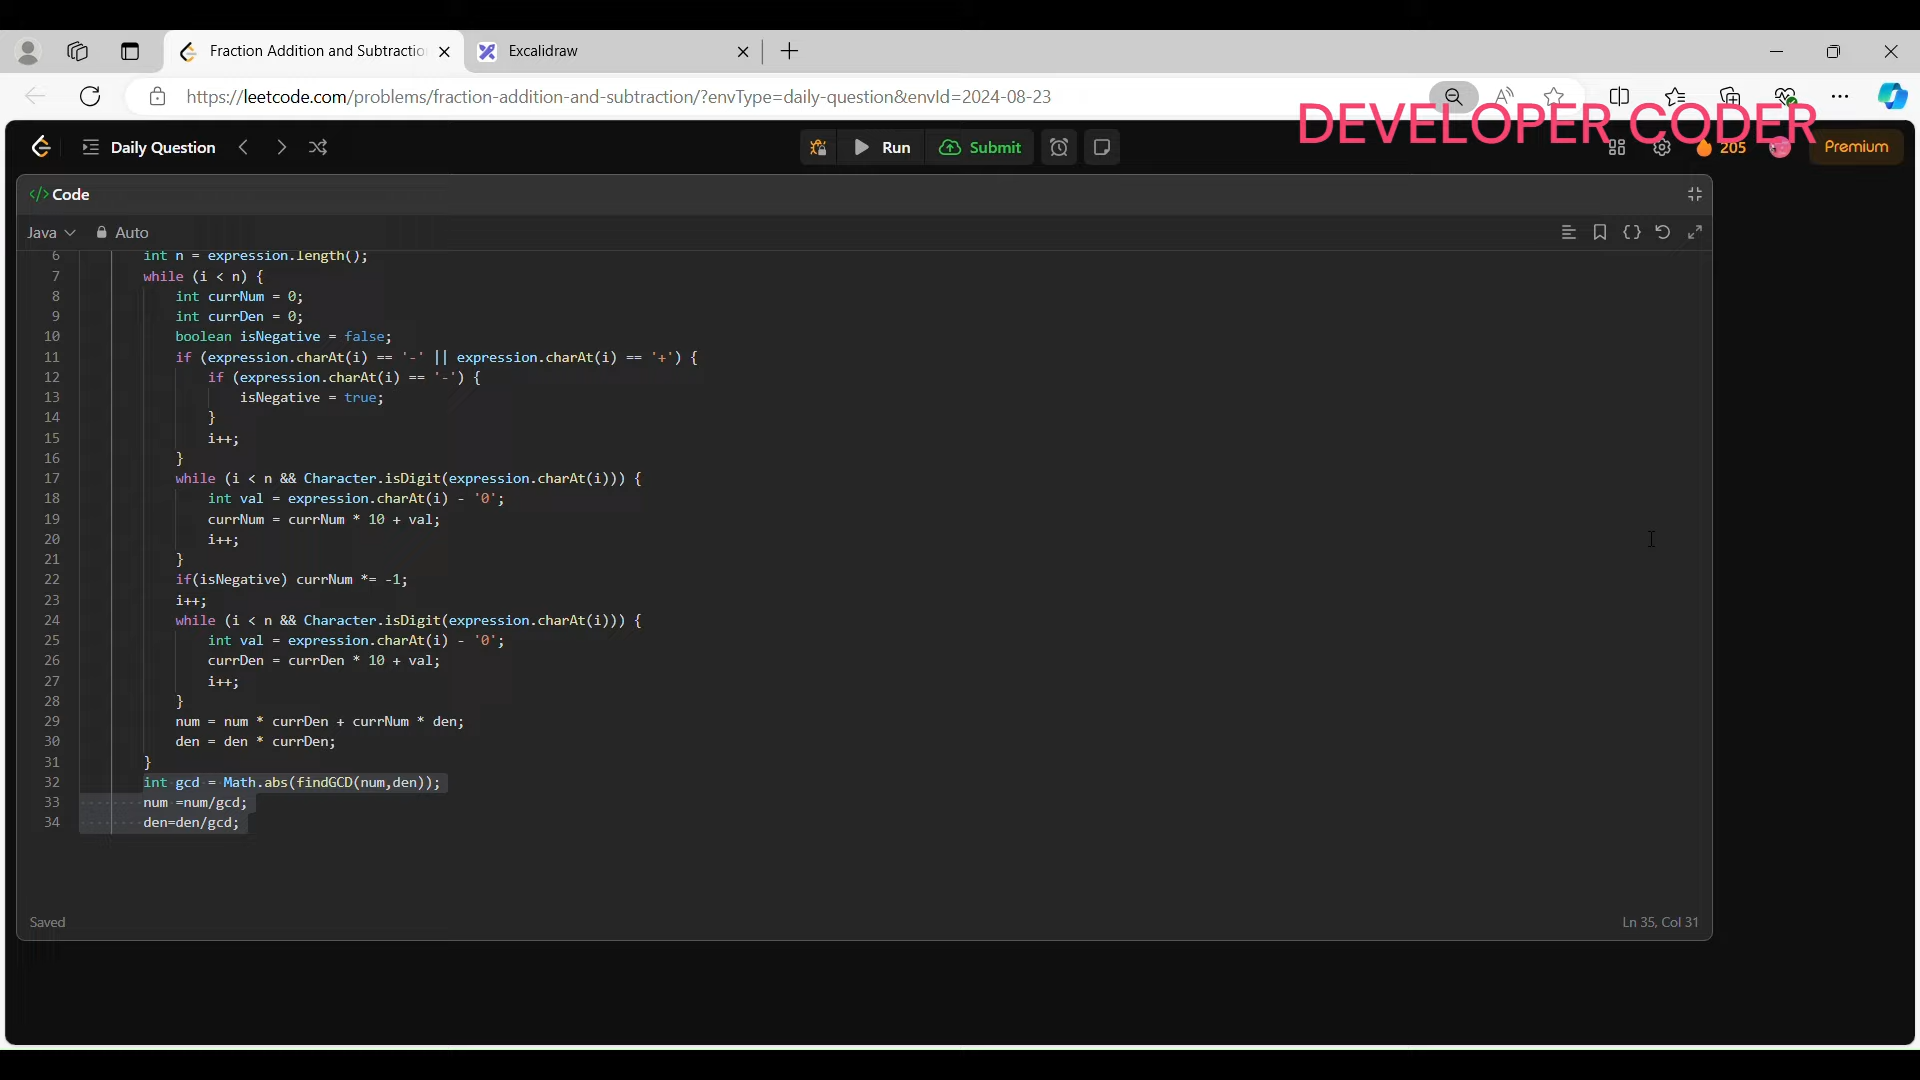 Fraction Addition and Subtractio
Excalidraw
https://leetcode.com/problems/fraction-addition-and-subtraction/?envType=daily-question&envId=2024-08-23
DEVELOPER CODER
Daily Question
Run
Submit
205
Premium
</> Code
Java
Auto
6 int n = expression.length();
7 while (i < n) {
8 int currNum = 0;
9 int currDen = 0;
10 boolean isNegative = false;
11 if (expression.charAt(i) == '-' || expression.charAt(i) == '+') {
12 if (expression.charAt(i) == '-') {
13 isNegative = true;
14 }
15 i++;
16 }
17 while (i < n && Character.isDigit(expression.charAt(i))) {
18 int val = expression.charAt(i) - '0';
19 currNum = currNum * 10 + val;
20 i++;
21 }
22 if(isNegative) currNum *= -1;
23 i++;
24 while (i < n && Character.isDigit(expression.charAt(i))) {
25 int val = expression.charAt(i) - '0';
26 currDen = currDen * 10 + val;
27 i++;
28 }
29 num = num * currDen + currNum * den;
30 den = den * currDen;
31 }
32 int gcd = Math.abs(findGCD(num,den));
33 num =num/gcd;
34 den=den/gcd;
Saved
Ln 35, Col 31